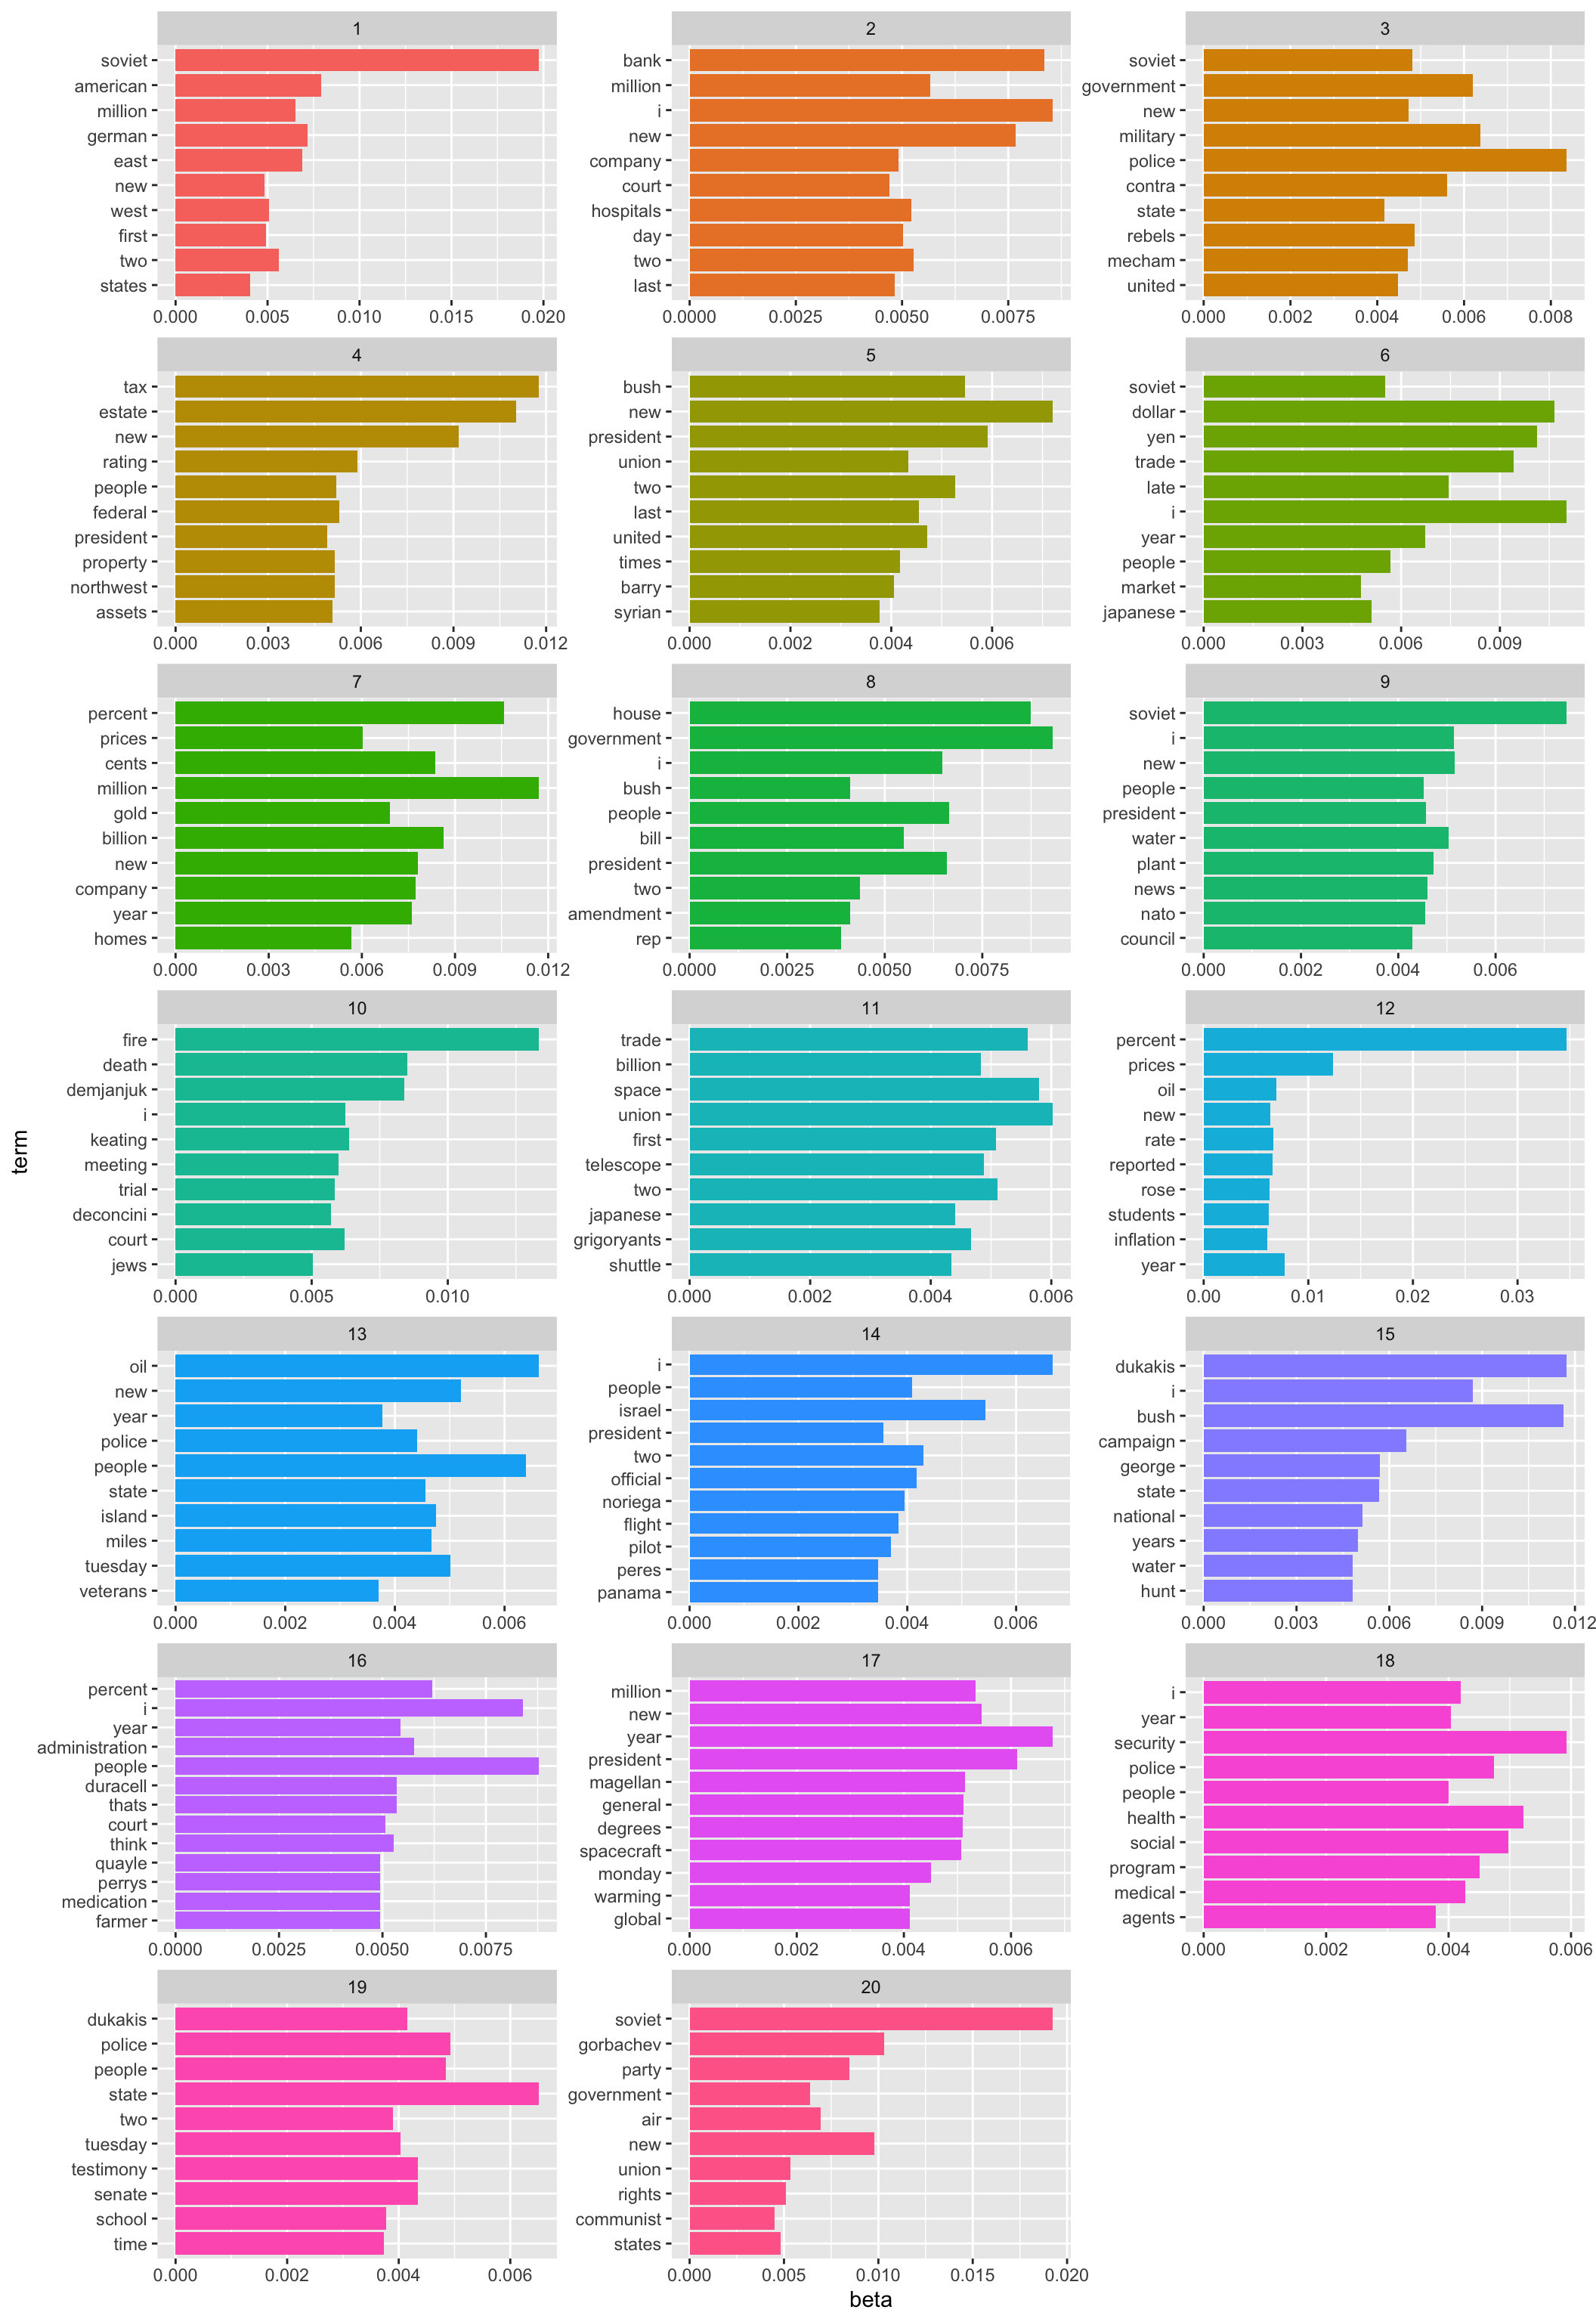 1
soviet
american
million
german
east
new
west
first
two
states
0.000 0.005 0.010 0.015 0.020
2
bank
million
i
new
company
court
hospitals
day
two
last
0.0000 0.0025 0.0050 0.0075
3
soviet
government
new
military
police
contra
state
rebels
mecham
united
0.000 0.002 0.004 0.006 0.008
4
tax
estate
new
rating
people
federal
president
property
northwest
assets
0.000 0.003 0.006 0.009 0.012
5
bush
new
president
union
two
last
united
times
barry
syrian
0.000 0.002 0.004 0.006
6
soviet
dollar
yen
trade
late
i
year
people
market
japanese
0.000 0.003 0.006 0.009
7
percent
prices
cents
million
gold
billion
new
company
year
homes
0.000 0.003 0.006 0.009 0.012
8
house
government
i
bush
people
bill
president
two
amendment
rep
0.0000 0.0025 0.0050 0.0075
9
soviet
i
new
people
president
water
plant
news
nato
council
0.000 0.002 0.004 0.006
10
fire
death
demjanjuk
i
keating
meeting
trial
deconcini
court
jews
0.000 0.005 0.010
11
trade
billion
space
union
first
telescope
two
japanese
grigoryants
shuttle
0.000 0.002 0.004 0.006
12
percent
prices
oil
new
rate
reported
rose
students
inflation
year
0.00 0.01 0.02 0.03
term
13
oil
new
year
police
people
state
island
miles
tuesday
veterans
0.000 0.002 0.004 0.006
14
i
people
israel
president
two
official
noriega
flight
pilot
peres
panama
0.000 0.002 0.004 0.006
15
dukakis
i
bush
campaign
george
state
national
years
water
hunt
0.000 0.003 0.006 0.009 0.012
16
percent
i
year
administration
people
duracell
thats
court
think
quayle
perrys
medication
farmer
0.0000 0.0025 0.0050 0.0075
17
million
new
year
president
magellan
general
degrees
spacecraft
monday
warming
global
0.000 0.002 0.004 0.006
18
i
year
security
police
people
health
social
program
medical
agents
0.000 0.002 0.004 0.006
19
dukakis
police
people
state
two
tuesday
testimony
senate
school
time
0.000 0.002 0.004 0.006
20
soviet
gorbachev
party
government
air
new
union
rights
communist
states
0.000 0.005 0.010 0.015 0.020
beta